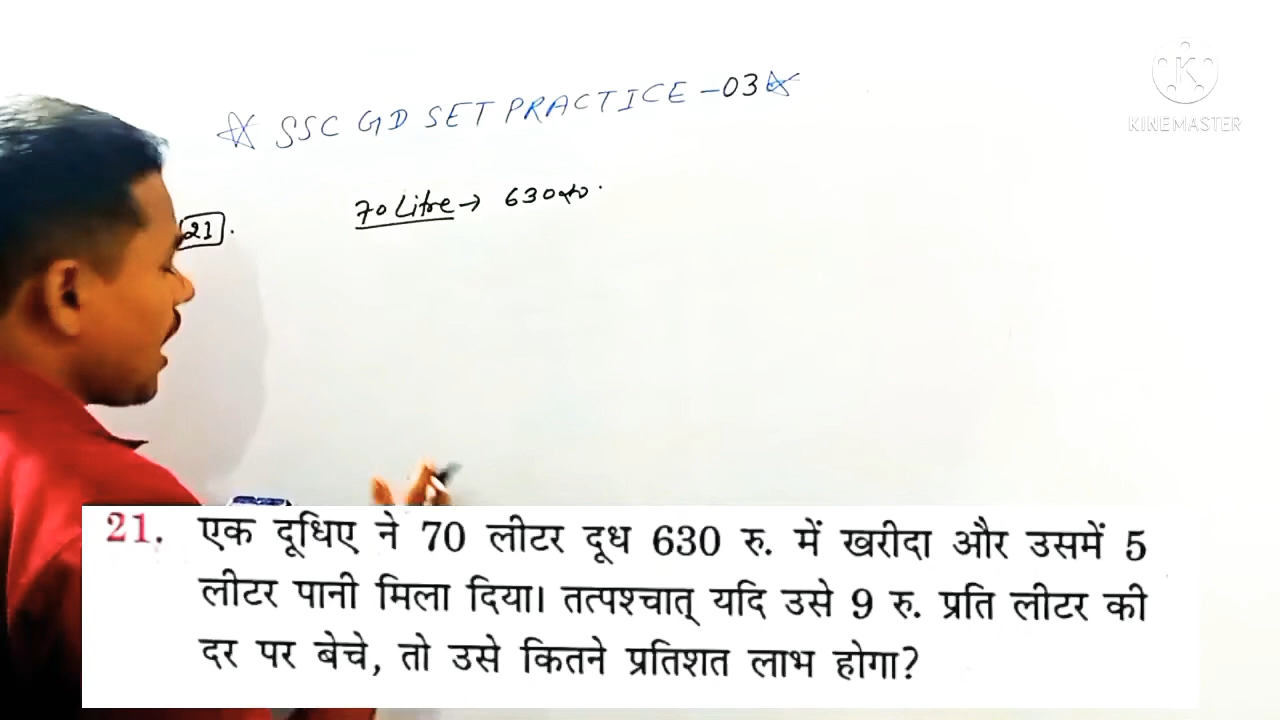 ☆ SSC GD SET PRACTICE - 03 ☆
KINEMASTER
70 Litre → 630 रु०.
21.
21. एक दूधिए ने 70 लीटर दूध 630 रु. में खरीदा और उसमें 5
लीटर पानी मिला दिया। तत्पश्चात् यदि उसे 9 रु. प्रति लीटर की
दर पर बेचे, तो उसे कितने प्रतिशत लाभ होगा?